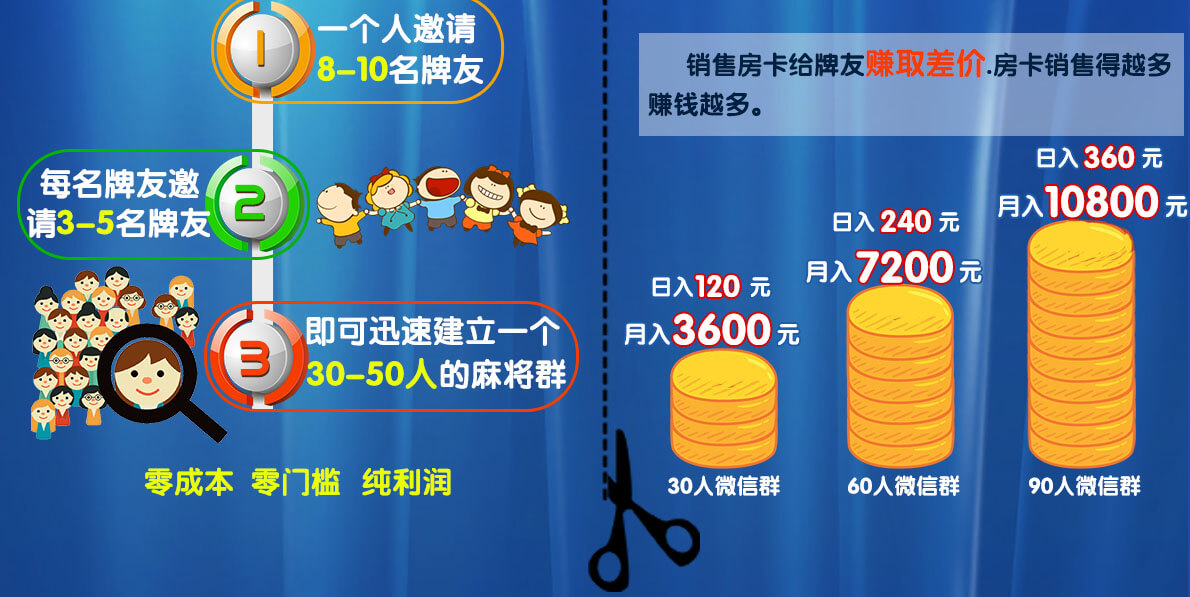 1
一个人邀请
8-10名牌友
每名牌友邀
请3-5名牌友
2
3
即可迅速建立一个
30-50人的麻将群
零成本 零门槛 纯利润
销售房卡给牌友赚取差价.房卡销售得越多
赚钱越多。
日入120 元
月入3600元
30人微信群
日入 240 元
月入7200元
60人微信群
日入 360 元
月入10800元
90人微信群